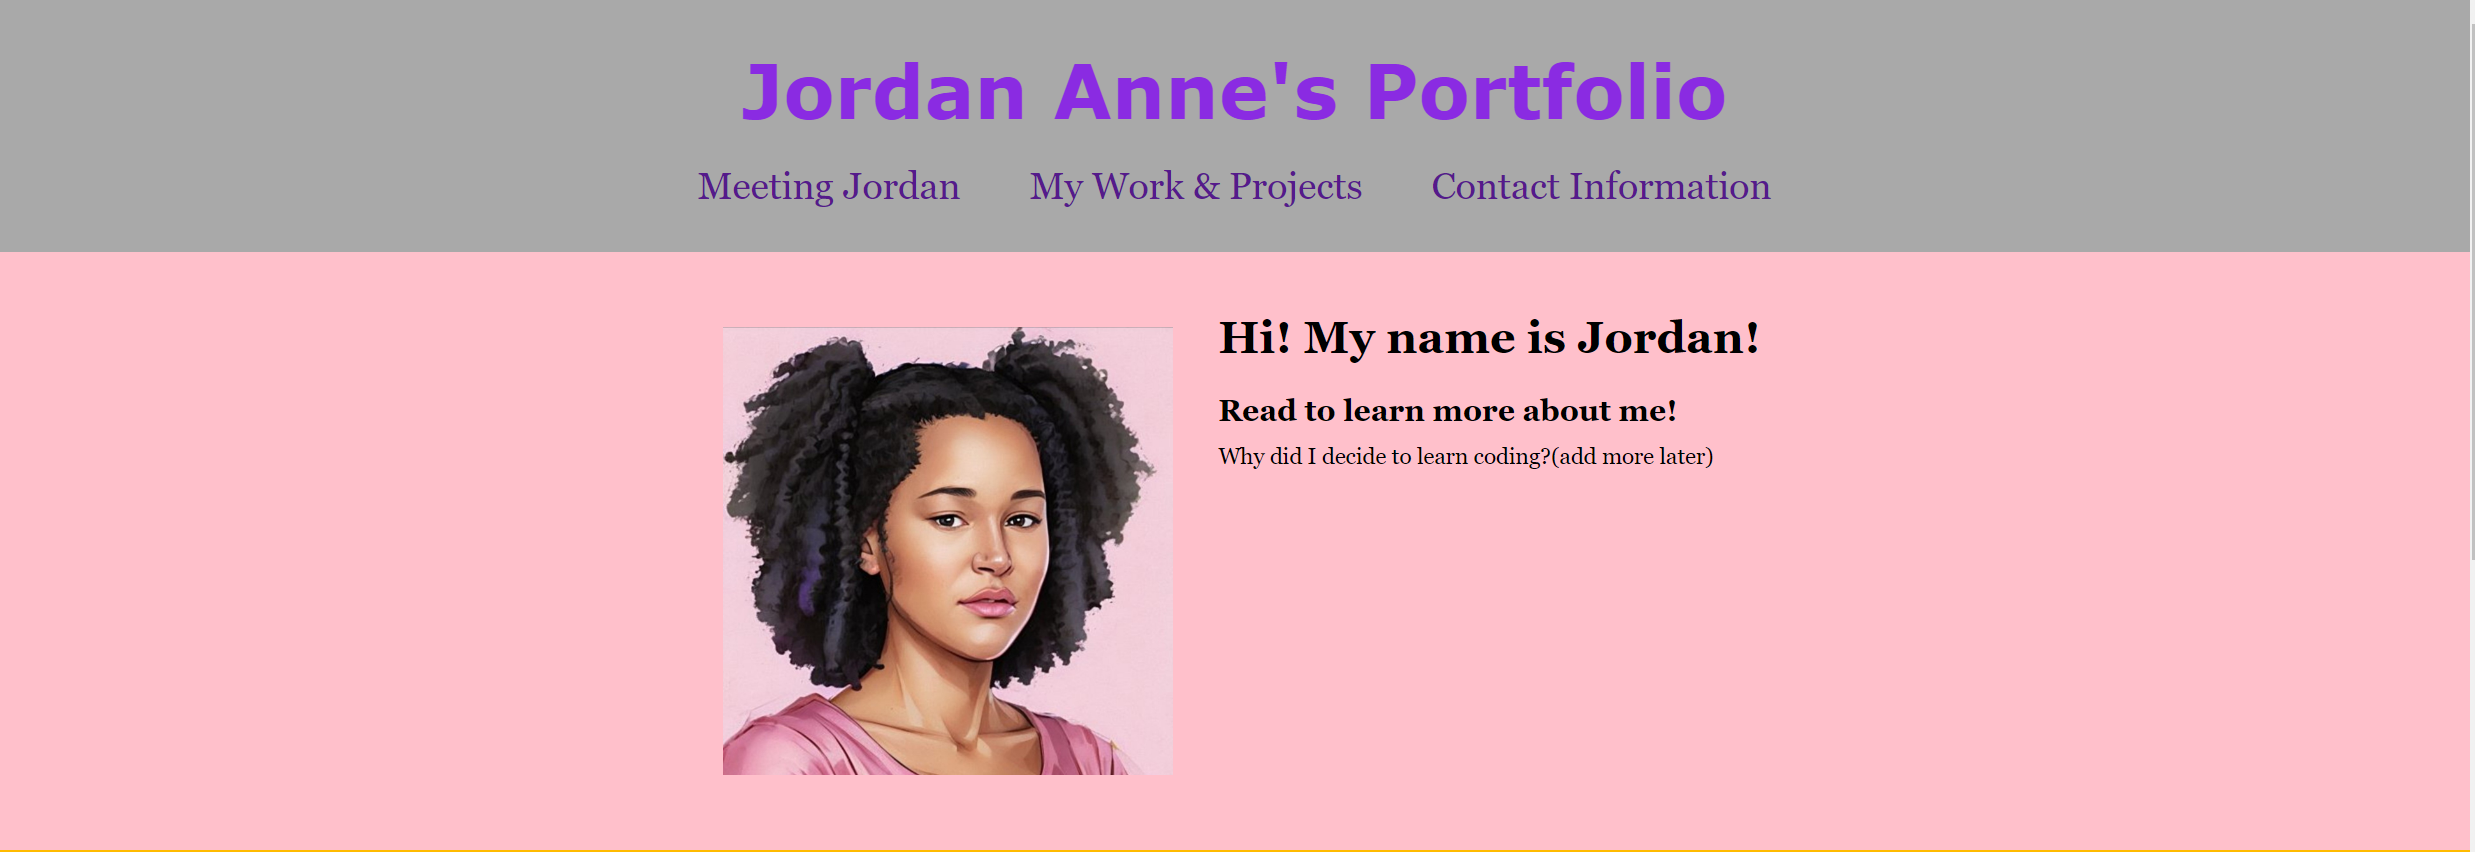 Jordan Anne's Portfolio
Meeting Jordan My Work & Projects Contact Information
Hi! My name is Jordan!
Read to learn more about me!
Why did I decide to learn coding?(add more later)